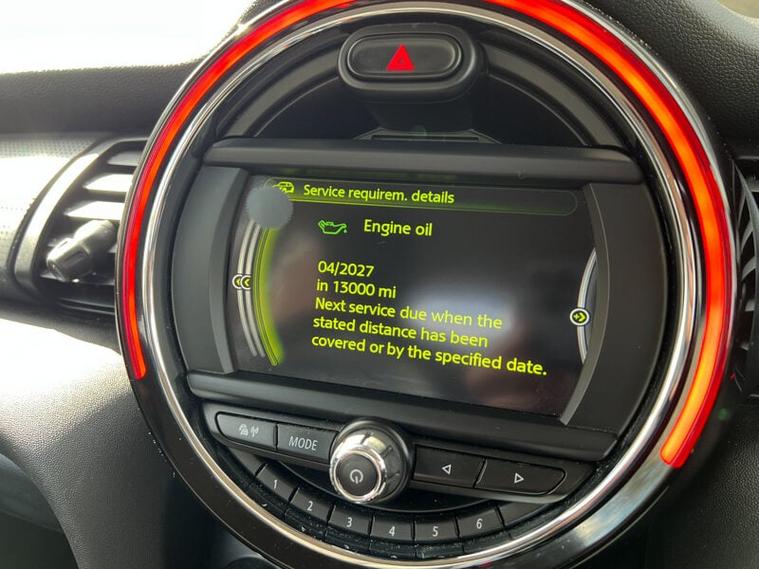 Service requirem. details
Engine oil
04/2027
in 13000 mi
Next service due when the
stated distance has been
covered or by the specified date.
MODE
1 2 3 4 5 6